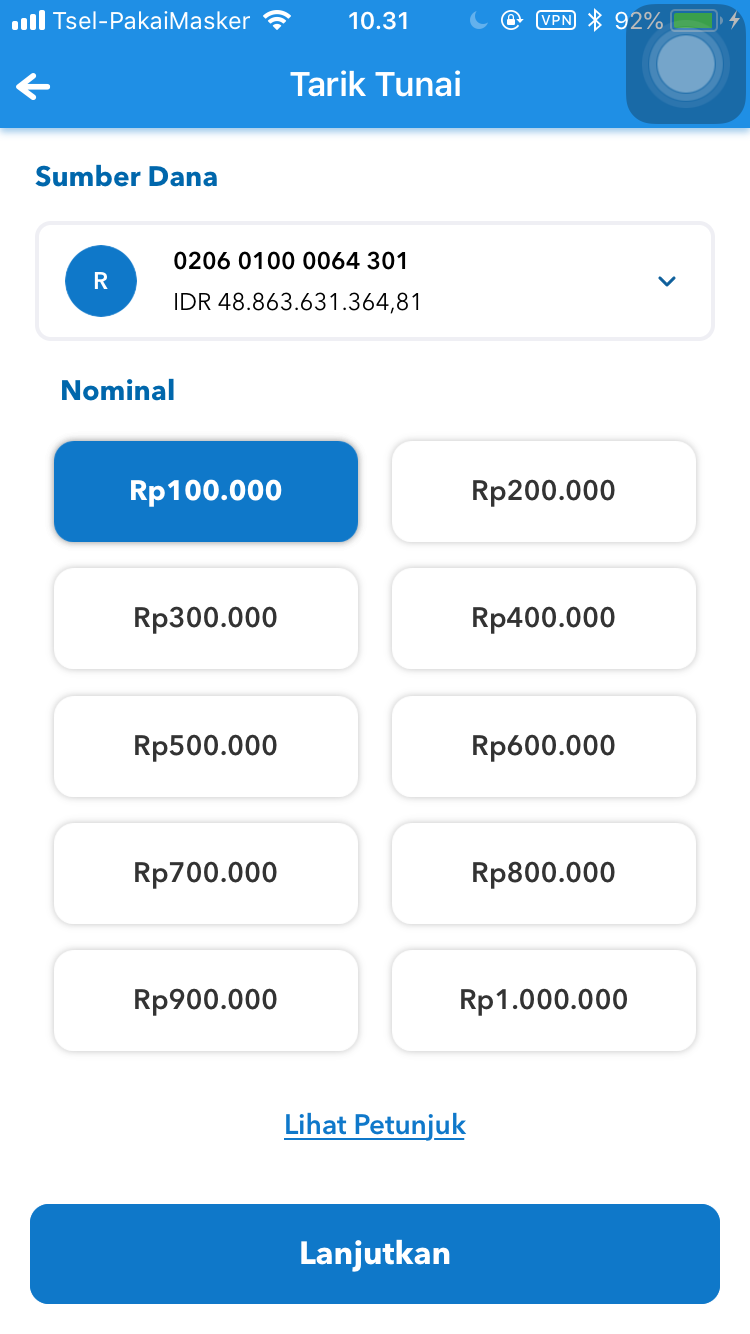 Tsel-PakaiMasker 10.31 VPN 92%
Tarik Tunai
Sumber Dana
R
0206 0100 0064 301
IDR 48.863.631.364,81
Nominal
Rp100.000 Rp200.000
Rp300.000 Rp400.000
Rp500.000 Rp600.000
Rp700.000 Rp800.000
Rp900.000 Rp1.000.000
Lihat Petunjuk
Lanjutkan